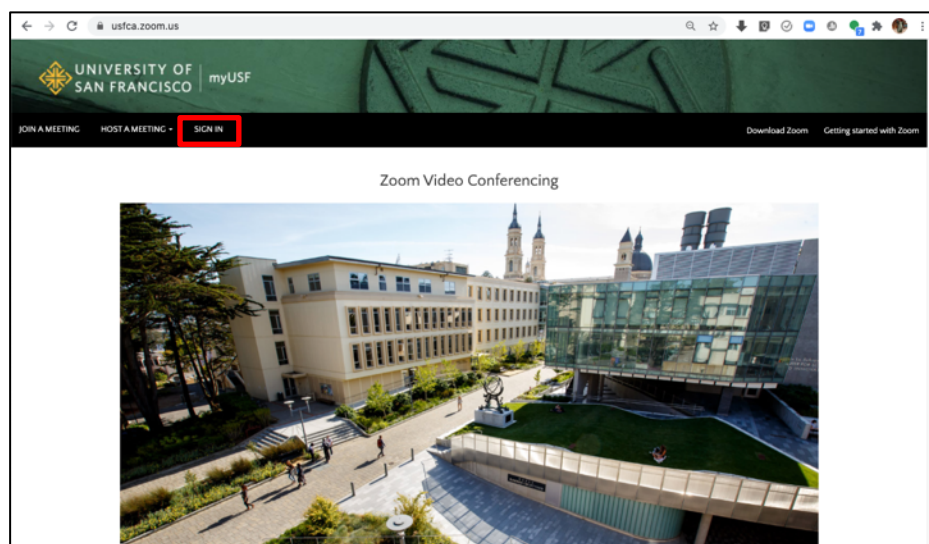 usfca.zoom.us
UNIVERSITY OF
SAN FRANCISCO
myUSF
JOIN A MEETING
HOST A MEETING
SIGN IN
Download Zoom
Getting started with Zoom
Zoom Video Conferencing